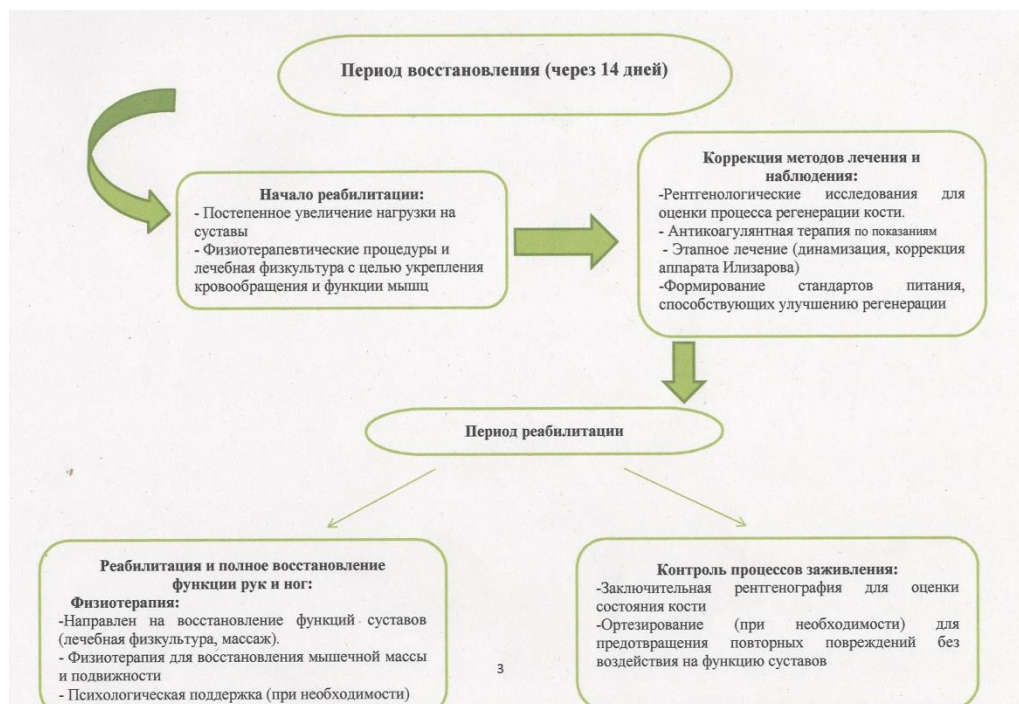 Период восстановления (через 14 дней)
Начало реабилитации:
- Постепенное увеличение нагрузки на
суставы
- Физиотерапевтические процедуры и
лечебная физкультура с целью укрепления
кровообращения и функции мышц
Коррекция методов лечения и
наблюдения:
-Рентгенологические исследования для
оценки процесса регенерации кости.
- Антикоагулянтная терапия по показаниям
- Этапное лечение (динамизация, коррекция
аппарата Илизарова)
-Формирование стандартов питания,
способствующих улучшению регенерации
Период реабилитации
Реабилитация и полное восстановление
функции рук и ног:
Физиотерапия:
-Направлен на восстановление функций суставов
(лечебная физкультура, массаж).
- Физиотерапия для восстановления мышечной массы
и подвижности
- Психологическая поддержка (при необходимости)
Контроль процессов заживления:
-Заключительная рентгенография для оценки
состояния кости
-Ортезирование (при необходимости) для
предотвращения повторных повреждений без
воздействия на функцию суставов
3